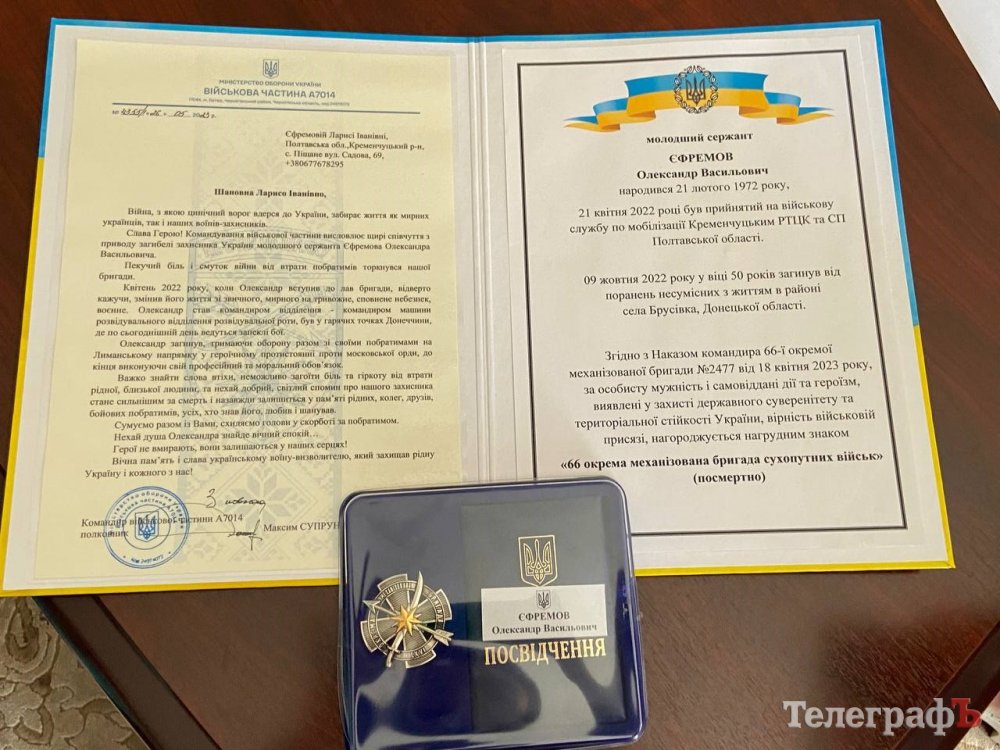 МІНІСТЕРСТВО ОБОРОНИ УКРАЇНИ
ВІЙСЬКОВА ЧАСТИНА А7014
Єфремовій Ларисі Іванівні,
Полтавська обл.,Кременчуцький р-н,
с. Піщане вул. Садова, 69,
+380677678295
Шановна Ларисо Іванівно,
Війна, з якою цинічний ворог вдерся до України, забирає життя як мирних
українців, так і наших воїнів-захисників.
Слава Герою! Командування військової частини висловлює щирі співчуття з
приводу загибелі захисника України молодшого сержанта Єфремова Олександра
Васильовича.
Пекучий біль і смуток війни від втрати побратимів торкнувся нашої
бригади.
Квітень 2022 року, коли Олександр вступив до лав бригади, відверто
кажучи, змінив його життя зі звичного, мирного на тривожне, сповнене небезпек,
воєнне. Олександр став командиром відділення - командиром машини
розвідувального відділення розвідувальної роти, був у гарячих точках Донеччини,
де по сьогоднішній день ведуться запеклі бої.
Олександр загинув, тримаючи оборону разом зі своїми побратимами на
Лиманському напрямку у героїчному протистоянні проти московської орди, до
кінця виконуючи свій професійний та моральний обов'язок.
Важко знайти слова втіхи, неможливо загоїти біль та гіркоту від втрати
рідної, близької людини, та нехай добрий, світлий спомин про нашого захисника
стане сильнішим за смерть і назавжди залишиться у пам'яті рідних, колег, друзів,
бойових побратимів, усіх, хто знав його, любив і шанував.
Сумуємо разом із Вами, схиляємо голови у скорботі за побратимом.
Нехай душа Олександра знайде вічний спокій…
Герої не вмирають, вони залишаються у наших серцях!
Вічна пам'ять і слава українському воїну-визволителю, який захищав рідну
Україну і кожного з нас!
З повагою
Командир військової частини А7014
полковник Максим СУПРУН
молодший сержант
ЄФРЕМОВ
Олександр Васильович
народився 21 лютого 1972 року,
21 квітня 2022 році був прийнятий на військову
службу по мобілізації Кременчуцьким РТЦК та СП
Полтавської області.
09 жовтня 2022 року у віці 50 років загинув від
поранень несумісних з життям в районі
села Брусівка, Донецької області.
Згідно з Наказом командира 66-ї окремої
механізованої бригади №2477 від 18 квітня 2023 року,
за особисту мужність і самовіддані дії та героїзм,
виявлені у захисті державного суверенітету та
територіальної стійкості України, вірність військовій
присязі, нагороджується нагрудним знаком
«66 окрема механізована бригада сухопутних військ»
(посмертно)
ЄФРЕМОВ
Олександр Васильович
ПОСВІДЧЕННЯ
ТелеграфЪ